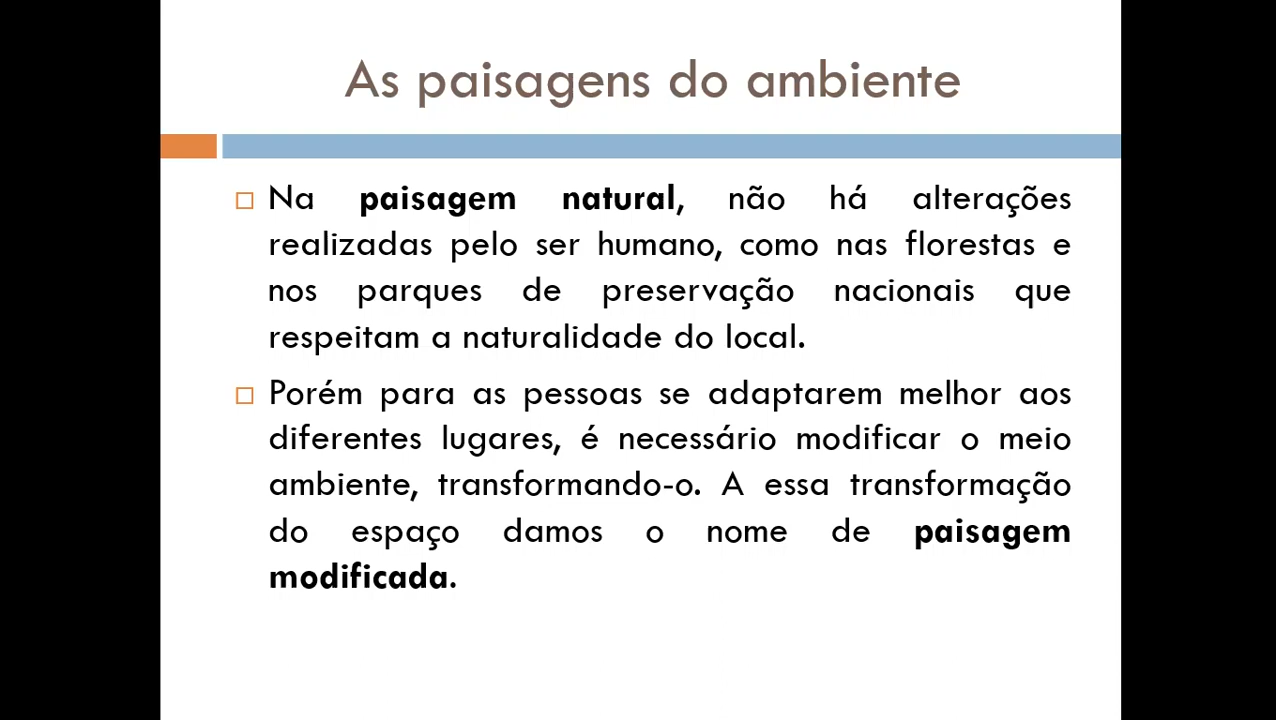 As paisagens do ambiente
Na paisagem natural, não há alterações
realizadas pelo ser humano, como nas florestas e
nos parques de preservação nacionais que
respeitam a naturalidade do local.
Porém para as pessoas se adaptarem melhor aos
diferentes lugares, é necessário modificar o meio
ambiente, transformando-o. A essa transformação
do espaço damos o nome de paisagem
modificada.